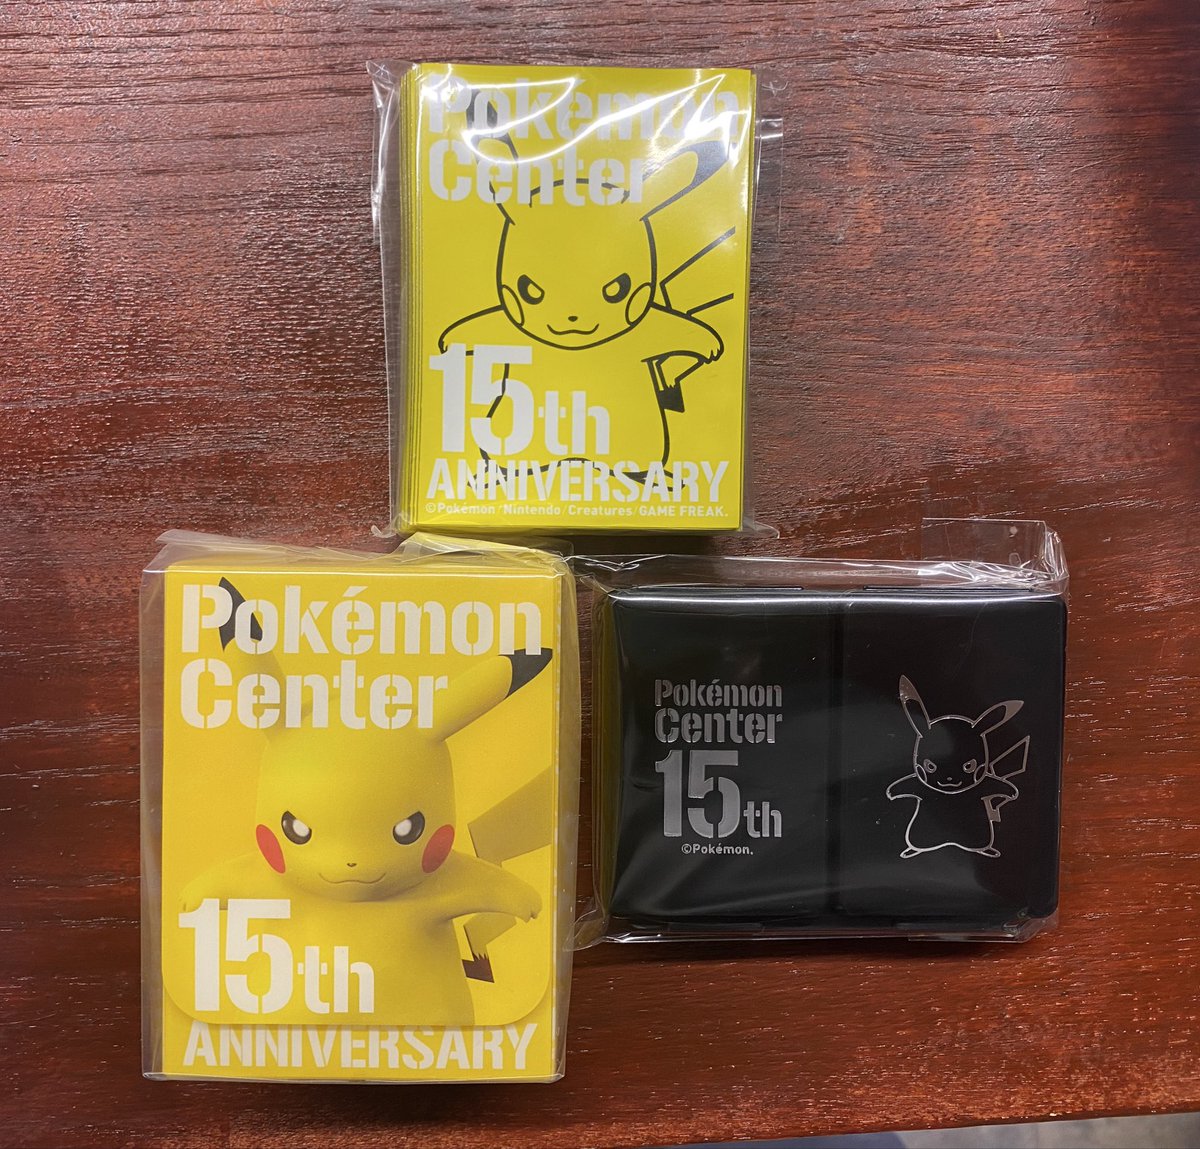 Pokémon
Center
15th
ANNIVERSARY
©Pokémon/Nintendo/Creatures/GAME FREAK.
Pokémon
Center
15th
ANNIVERSARY
Pokémon
Center
15th
©Pokémon.